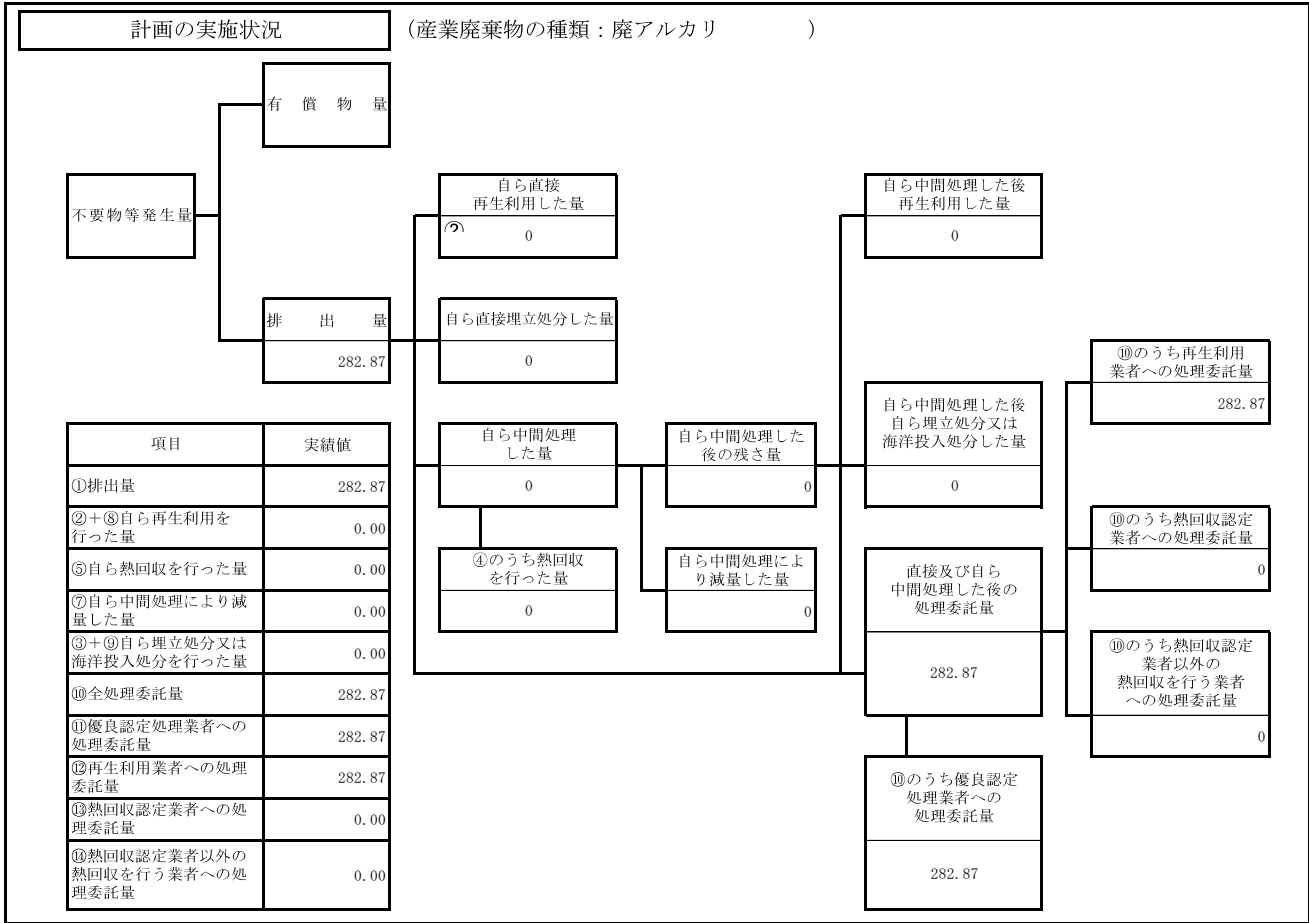 計画の実施状況
(産業廃棄物の種類：廃アルカリ　　　　)
有償物量
不要物等発生量
自ら直接
再生利用した量
②
0
自ら中間処理した後
再生利用した量
0
排出量
282.87
自ら直接埋立処分した量
0
⑩のうち再生利用
業者への処理委託量
282.87
自ら中間処理した後
自ら埋立処分又は
海洋投入処分した量
0
自ら中間処理
した量
0
自ら中間処理した
後の残さ量
0
⑩のうち熱回収認定
業者への処理委託量
0
④のうち熱回収
を行った量
0
自ら中間処理によ
り減量した量
0
直接及び自ら
中間処理した後の
処理委託量
282.87
⑩のうち熱回収認定
業者以外の
熱回収を行う業者
への処理委託量
0
⑩のうち優良認定
処理業者への
処理委託量
282.87
項目 実績値
①排出量 282.87
②＋⑧自ら再生利用を
行った量 0.00
⑤自ら熱回収を行った量 0.00
⑦自ら中間処理により減
量した量 0.00
③＋⑨自ら埋立処分又は
海洋投入処分を行った量 0.00
⑩全処理委託量 282.87
⑪優良認定処理業者への
処理委託量 282.87
⑫再生利用業者への処理
委託量 282.87
⑬熱回収認定業者への処
理委託量 0.00
⑭熱回収認定業者以外の
熱回収を行う業者への処
理委託量 0.00